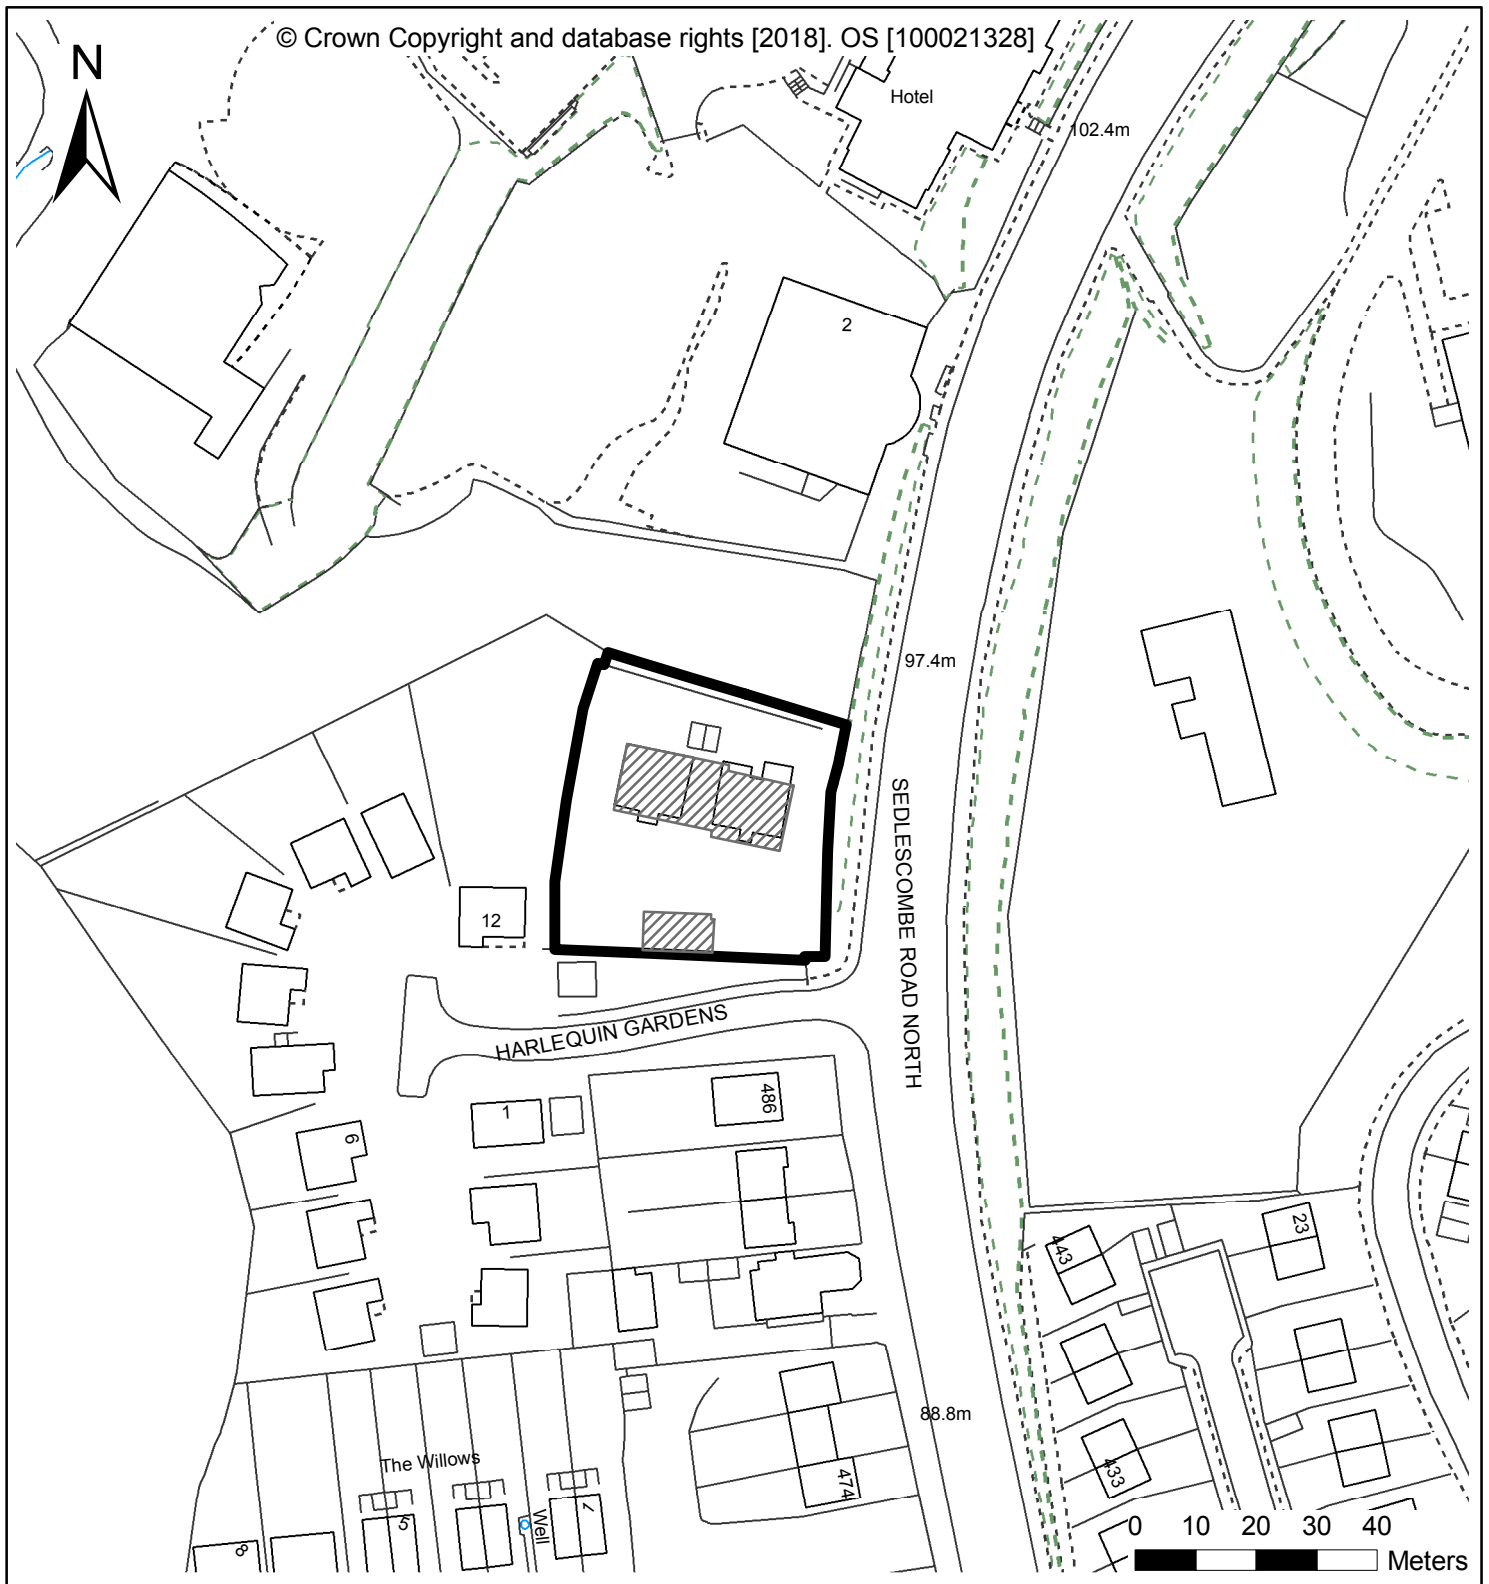 © Crown Copyright and database rights [2018]. OS [100021328]
N
Hotel
102.4m
2
97.4m
SEDLESCOMBE ROAD NORTH
12
HARLEQUIN GARDENS
486
1
6
23
443
88.8m
The Willows
474
433
7
5
Well
8
0 10 20 30 40
Meters